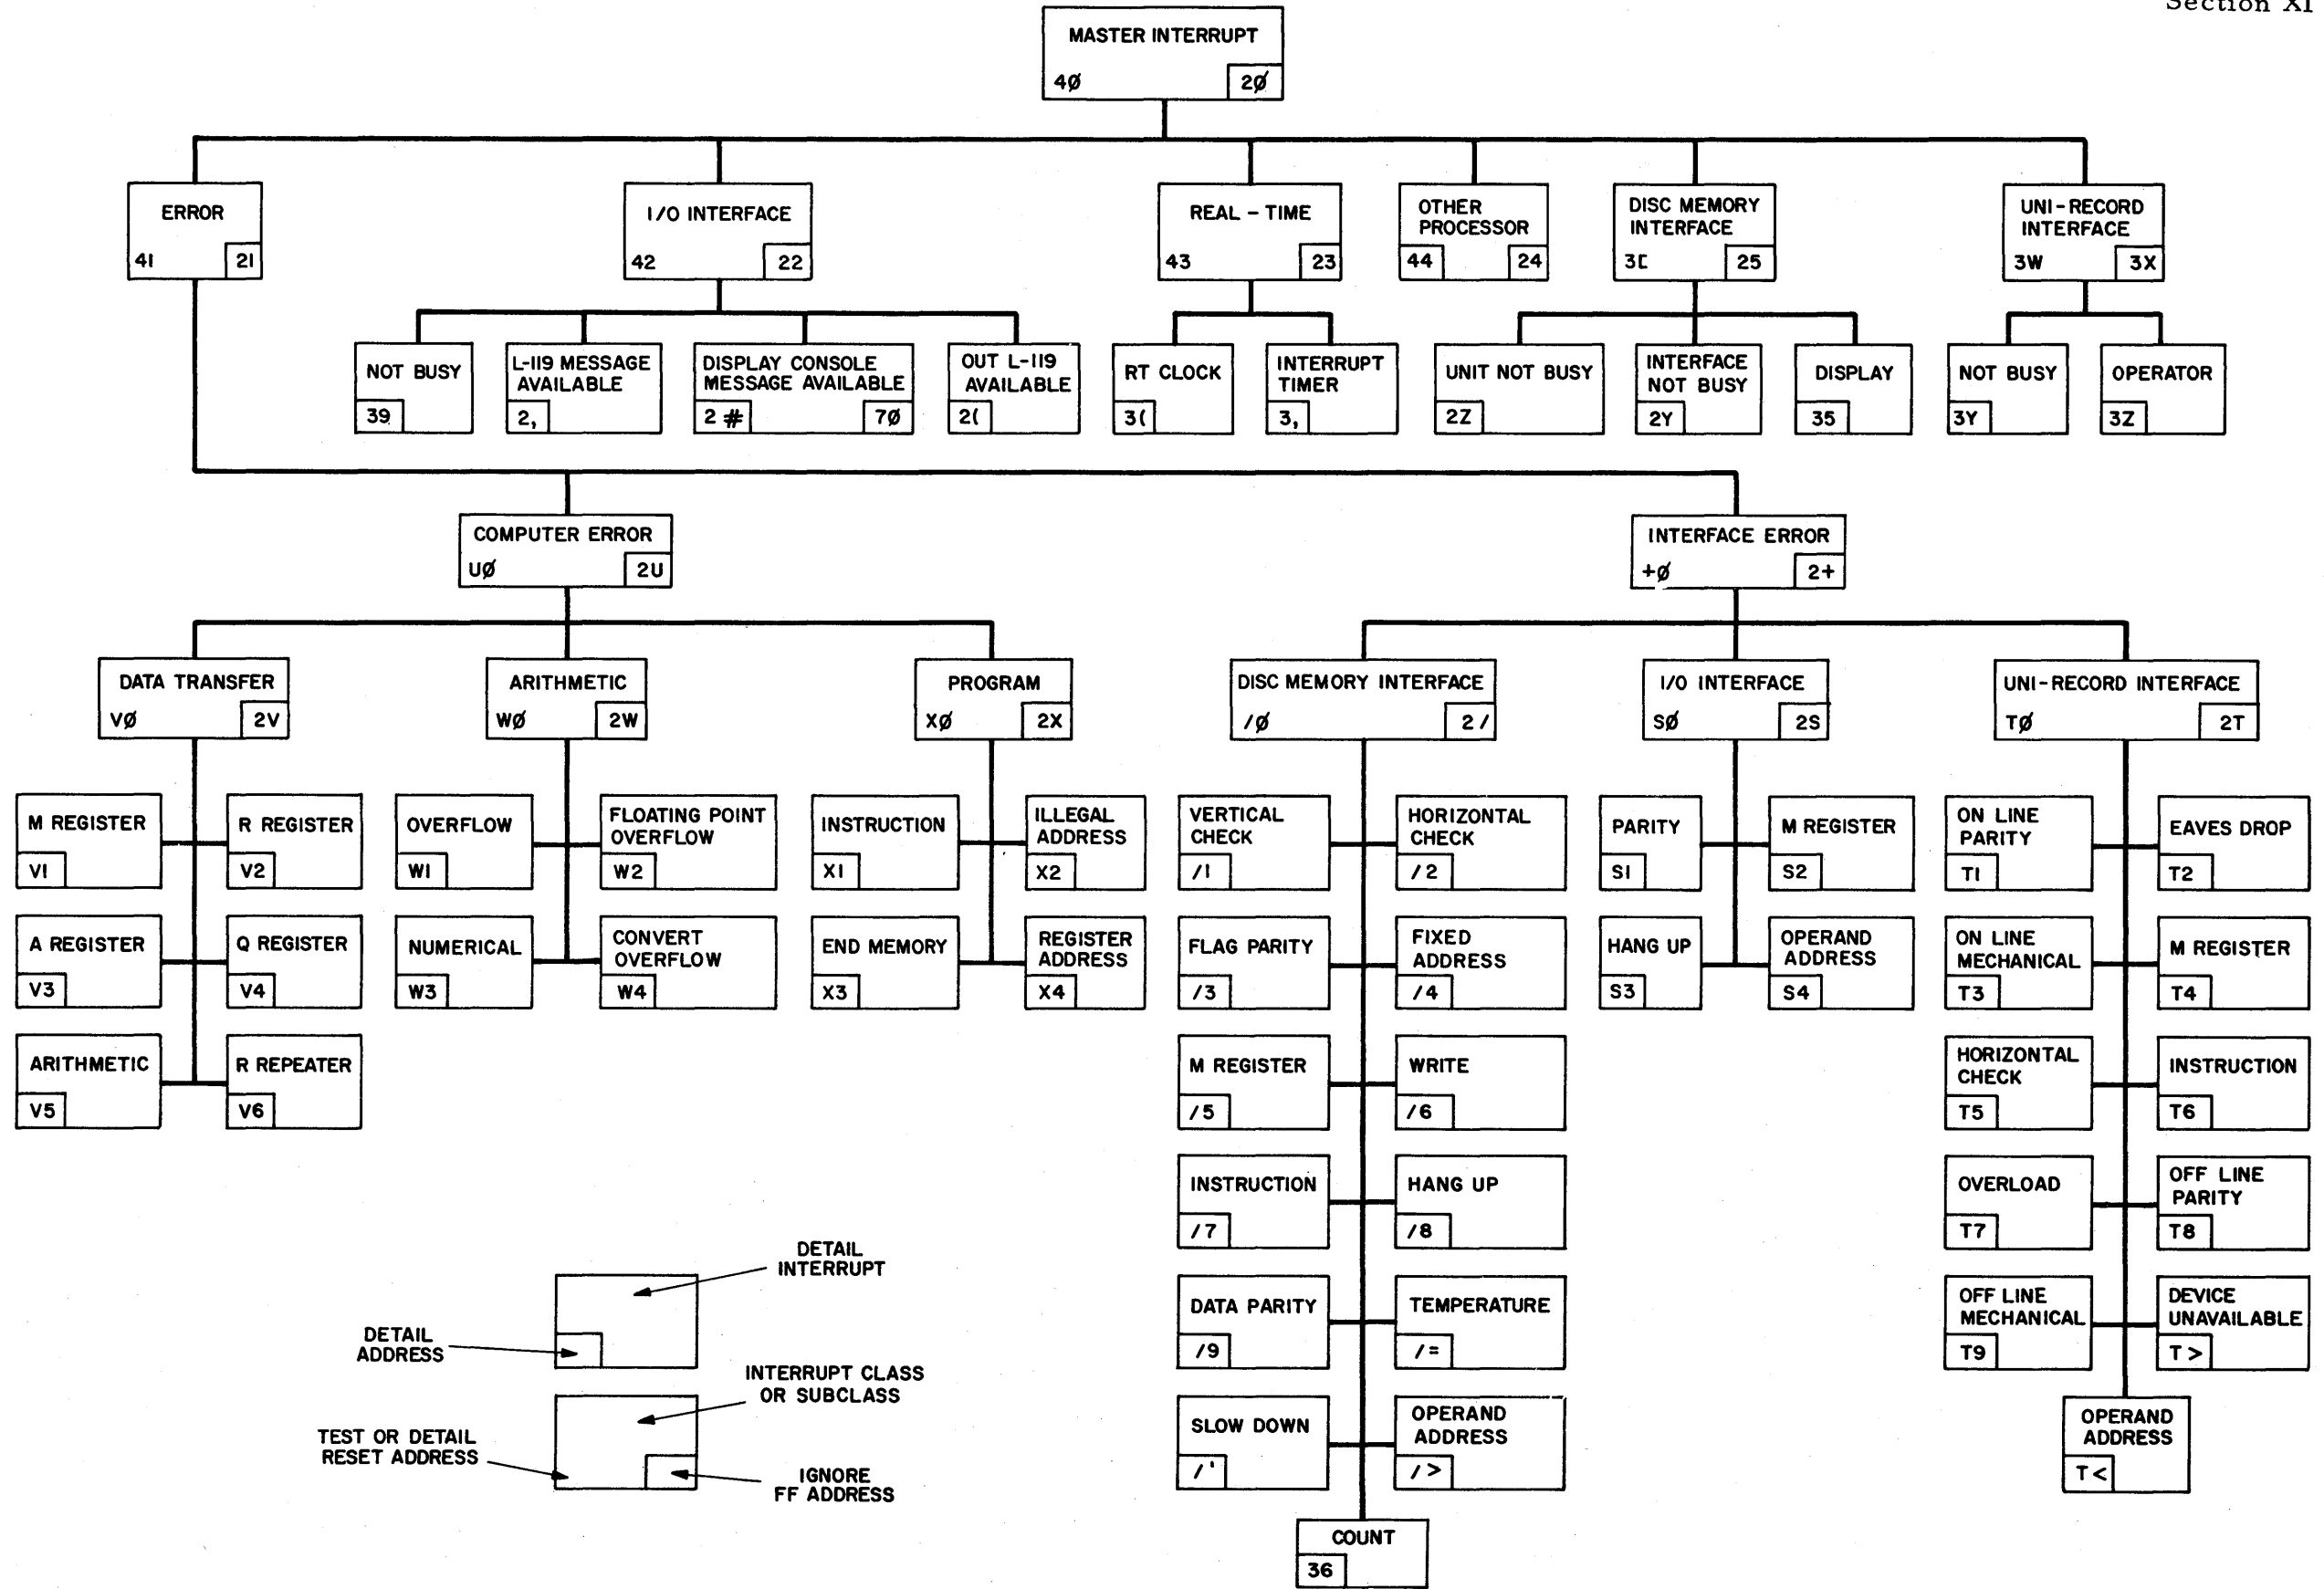 Section XI
MASTER INTERRUPT
4Ø 2Ø
ERROR
41 21
I/O INTERFACE
42 22
REAL - TIME
43 23
OTHER
PROCESSOR
44 24
DISC MEMORY
INTERFACE
3[ 25
UNI-RECORD
INTERFACE
3W 3X
NOT BUSY
39
L-119 MESSAGE
AVAILABLE
2,
DISPLAY CONSOLE
MESSAGE AVAILABLE
2 # 7Ø
OUT L-119
AVAILABLE
2(
RT CLOCK
3(
INTERRUPT
TIMER
3,
UNIT NOT BUSY
2Z
INTERFACE
NOT BUSY
2Y
DISPLAY
35
NOT BUSY
3Y
OPERATOR
3Z
COMPUTER ERROR
UØ 2U
INTERFACE ERROR
+Ø 2+
DATA TRANSFER
VØ 2V
ARITHMETIC
WØ 2W
PROGRAM
XØ 2X
DISC MEMORY INTERFACE
/Ø 2/
I/O INTERFACE
SØ 2S
UNI-RECORD INTERFACE
TØ 2T
M REGISTER
V1
R REGISTER
V2
A REGISTER
V3
Q REGISTER
V4
ARITHMETIC
V5
R REPEATER
V6
OVERFLOW
W1
FLOATING POINT
OVERFLOW
W2
NUMERICAL
W3
CONVERT
OVERFLOW
W4
INSTRUCTION
X1
ILLEGAL
ADDRESS
X2
END MEMORY
X3
REGISTER
ADDRESS
X4
VERTICAL
CHECK
/1
HORIZONTAL
CHECK
/2
FLAG PARITY
/3
FIXED
ADDRESS
/4
M REGISTER
/5
WRITE
/6
INSTRUCTION
/7
HANG UP
/8
DATA PARITY
/9
TEMPERATURE
/=
SLOW DOWN
/'
OPERAND
ADDRESS
/>
COUNT
36
PARITY
S1
M REGISTER
S2
HANG UP
S3
OPERAND
ADDRESS
S4
ON LINE
PARITY
T1
EAVES DROP
T2
ON LINE
MECHANICAL
T3
M REGISTER
T4
HORIZONTAL
CHECK
T5
INSTRUCTION
T6
OVERLOAD
T7
OFF LINE
PARITY
T8
OFF LINE
MECHANICAL
T9
DEVICE
UNAVAILABLE
T>
OPERAND
ADDRESS
T<
DETAIL
INTERRUPT
DETAIL
ADDRESS
INTERRUPT CLASS
OR SUBCLASS
TEST OR DETAIL
RESET ADDRESS
IGNORE
FF ADDRESS